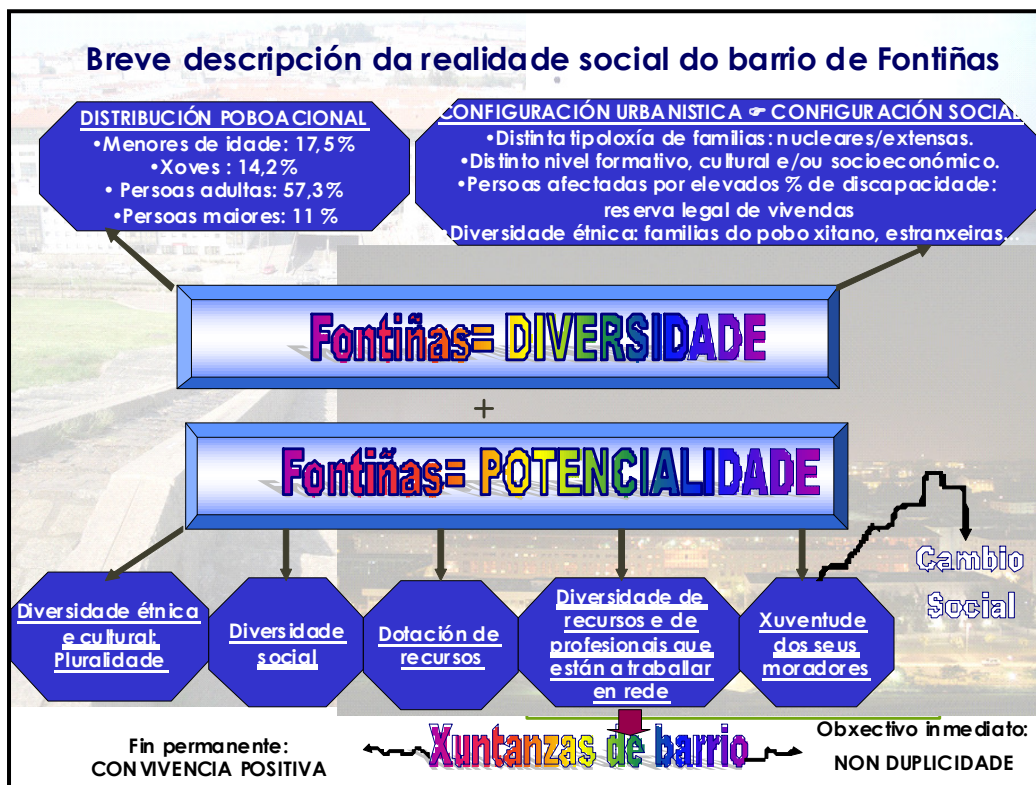 Breve descripción da realidade social do barrio de Fontiñas
DISTRIBUCIÓN POBOACIONAL
•Menores de idade: 17,5%
•Xoves : 14,2%
• Persoas adultas: 57,3%
•Persoas maiores: 11 %
CONFIGURACIÓN URBANISTICA ☞ CONFIGURACIÓN SOCIAL
•Distinta tipoloxía de familias: nucleares/extensas.
•Distinto nivel formativo, cultural e/ou socioeconómico.
•Persoas afectadas por elevados % de discapacidade:
reserva legal de vivendas
•Diversidade étnica: familias do pobo xitano, estranxeiras...
Fontiñas= DIVERSIDADE
+
Fontiñas= POTENCIALIDADE
Cambio
Social
Diversidade étnica
e cultural:
Pluralidade
Diversidade
social
Dotación de
recursos
Diversidade de
recursos e de
profesionais que
están a traballar
en rede
Xuventude
dos seus
moradores
Fin permanente:
CONVIVENCIA POSITIVA
Xuntanzas de barrio
Obxectivo inmediato:
NON DUPLICIDADE